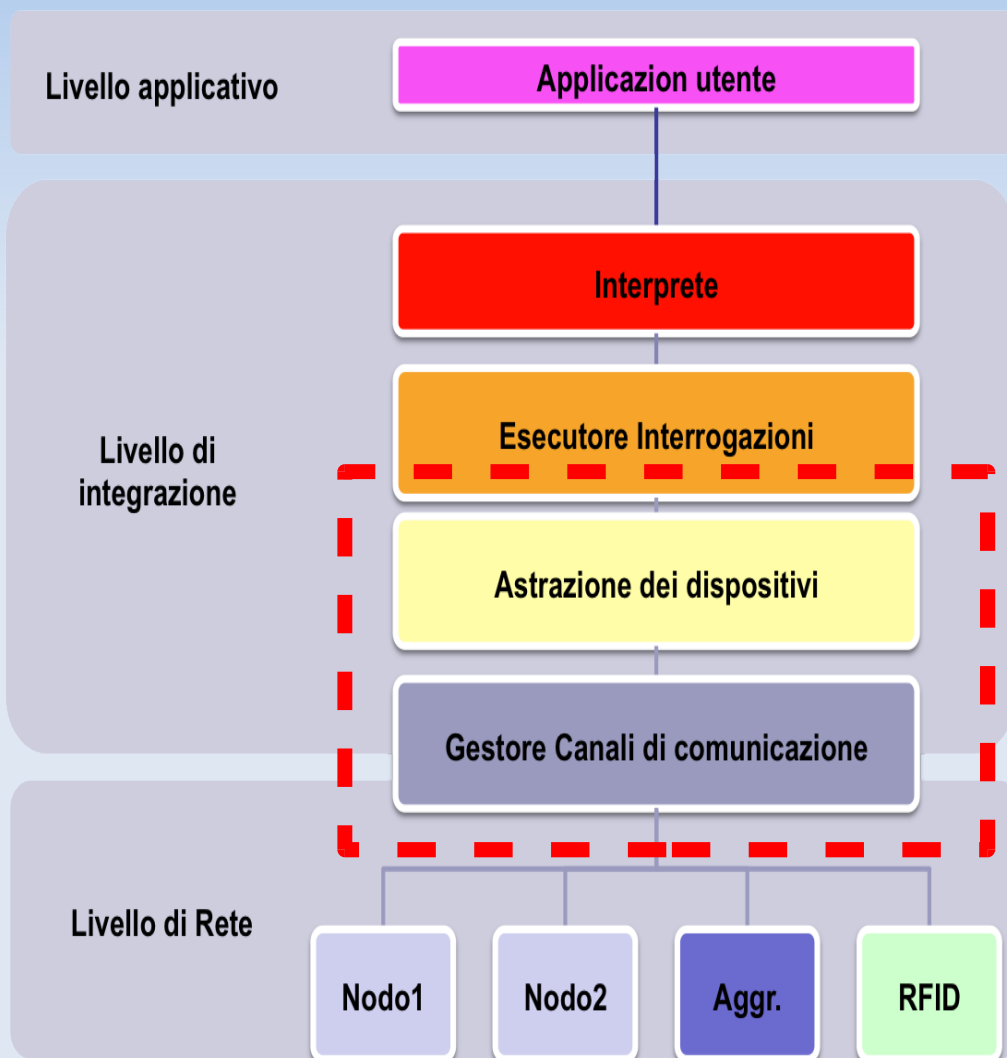 Livello applicativo
Applicazion utente
Interprete
Esecutore Interrogazioni
Livello di
integrazione
Astrazione dei dispositivi
Gestore Canali di comunicazione
Livello di Rete
Nodo1
Nodo2
Aggr.
RFID